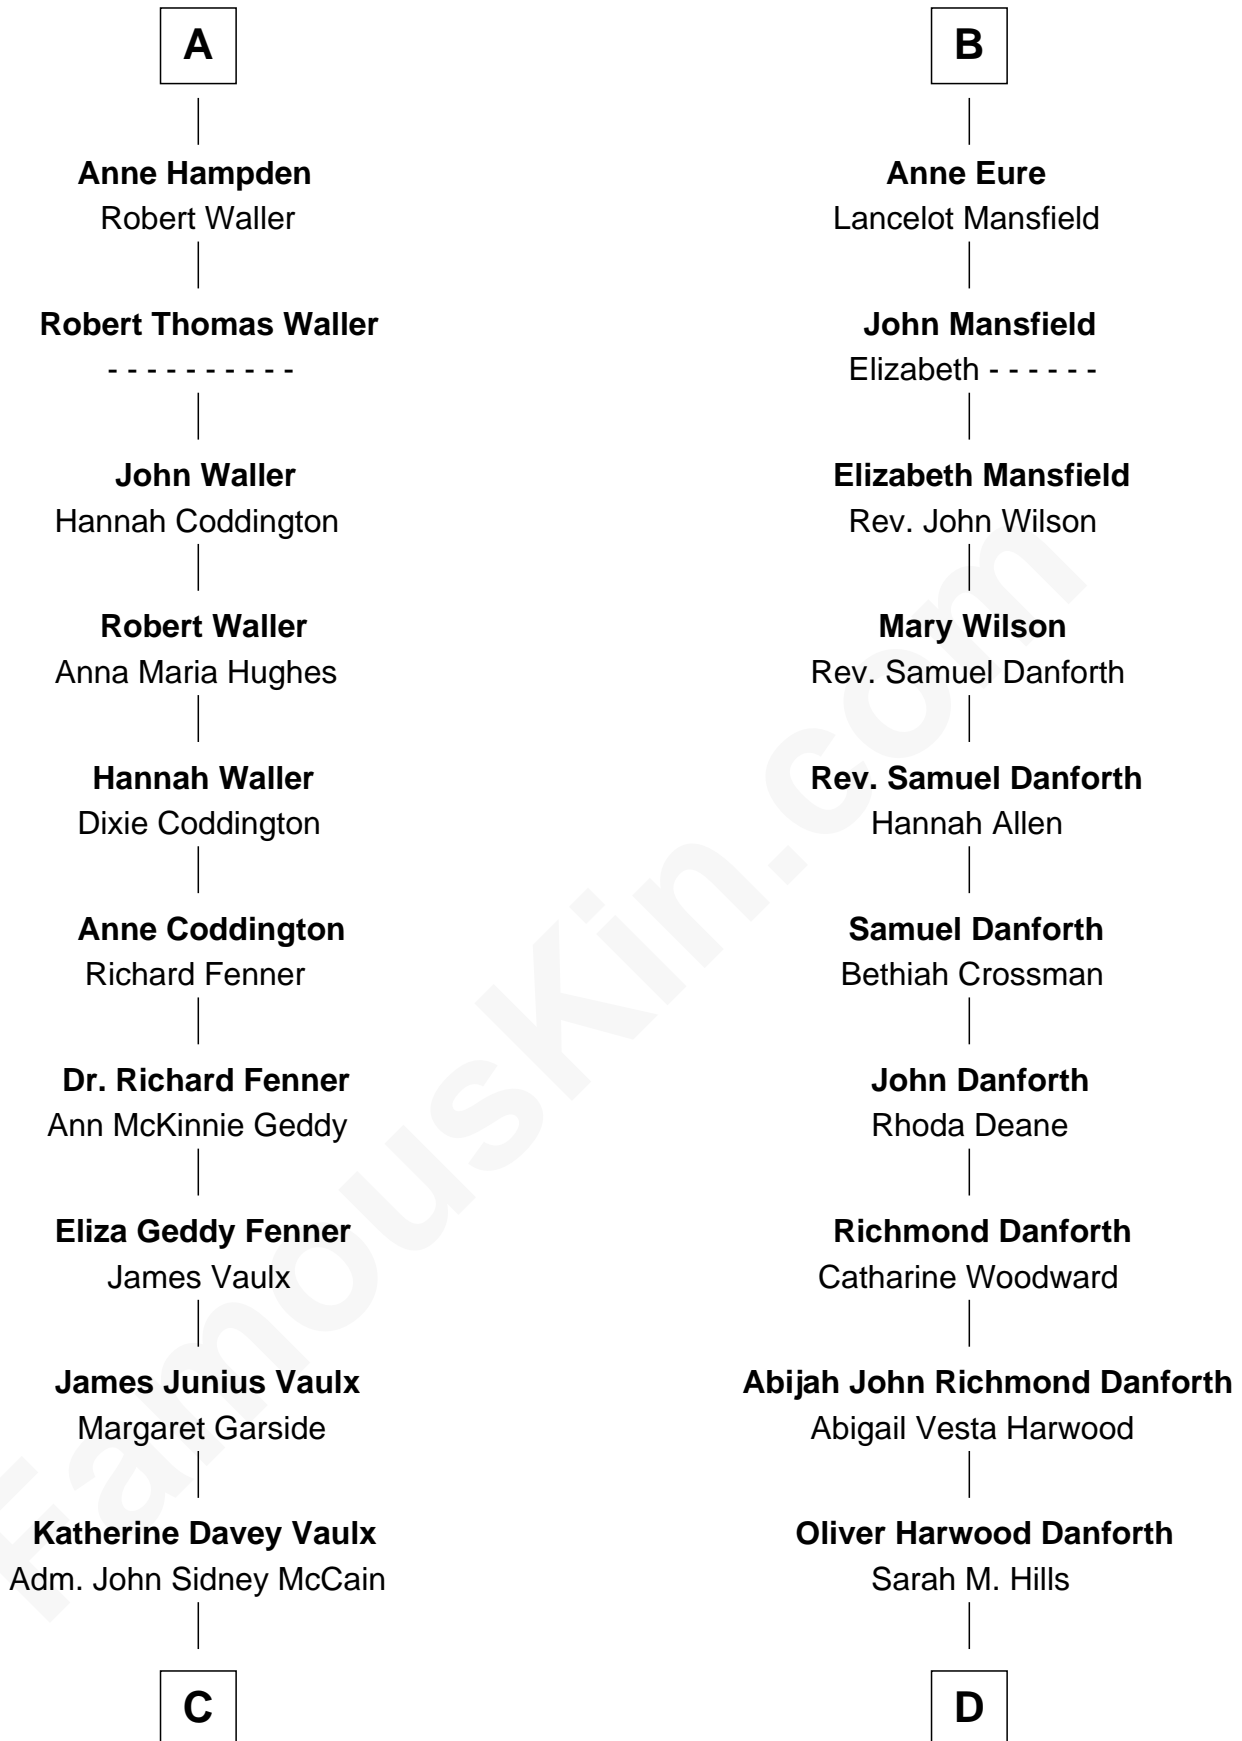 A
Anne Hampden
Robert Waller
Robert Thomas Waller
- - - - - - - - - -
John Waller
Hannah Coddington
Robert Waller
Anna Maria Hughes
Hannah Waller
Dixie Coddington
Anne Coddington
Richard Fenner
Dr. Richard Fenner
Ann McKinnie Geddy
Eliza Geddy Fenner
James Vaulx
James Junius Vaulx
Margaret Garside
Katherine Davey Vaulx
Adm. John Sidney McCain
C
B
Anne Eure
Lancelot Mansfield
John Mansfield
Elizabeth - - - - - -
Elizabeth Mansfield
Rev. John Wilson
Mary Wilson
Rev. Samuel Danforth
Rev. Samuel Danforth
Hannah Allen
Samuel Danforth
Bethiah Crossman
John Danforth
Rhoda Deane
Richmond Danforth
Catharine Woodward
Abijah John Richmond Danforth
Abigail Vesta Harwood
Oliver Harwood Danforth
Sarah M. Hills
D
FamousKin.com